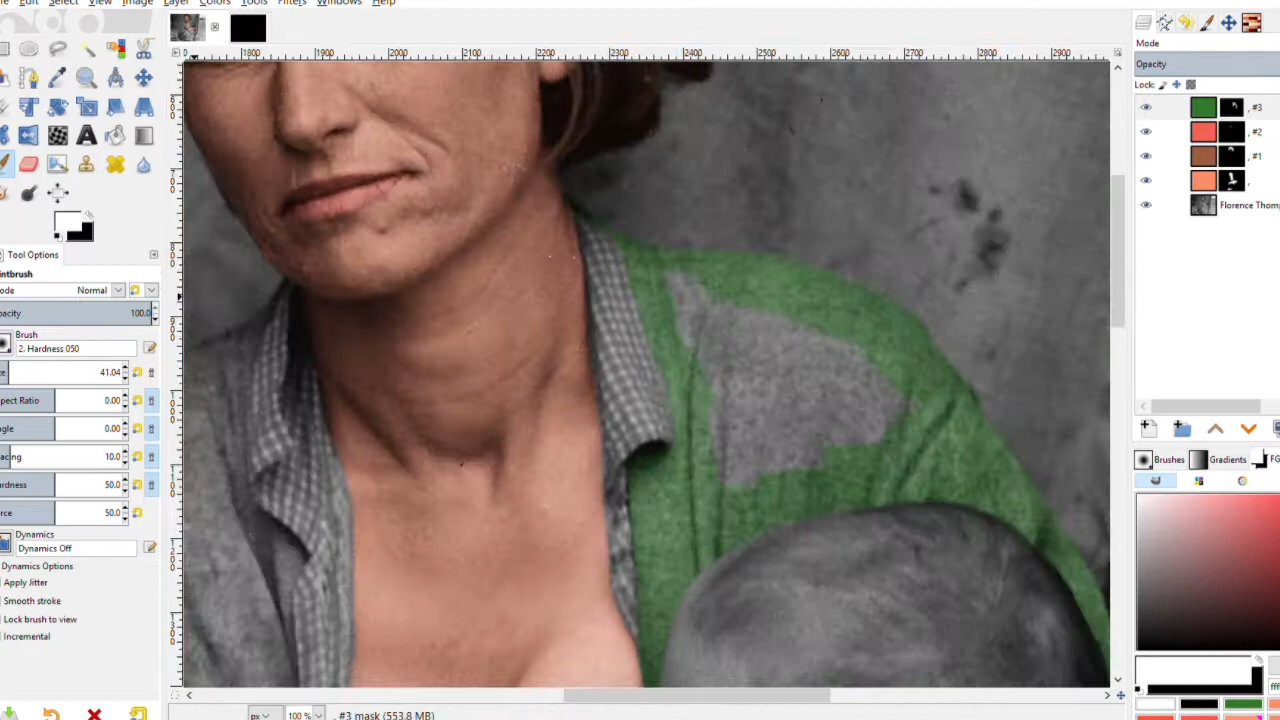 Edit Select View Image Layer Colors Tools Filters Windows Help
1800 1900 2000 2100 2200 2300 2400 2500 2600 2700 2800 2900
Mode
Opacity
Lock:
, #3
, #2
, #1
,
Florence Thom
Tool Options
ntbrush
ode Normal
pacity 100.0
Brush
2. Hardness 050
41.04
pect Ratio 0.00
gle 0.00
acing 10.0
ardness 50.0
rce 50.0
Dynamics
Dynamics Off
Dynamics Options
Apply Jitter
Smooth stroke
Lock brush to view
Incremental
Brushes Gradients FG
px 100 % , #3 mask (553.8 MB)